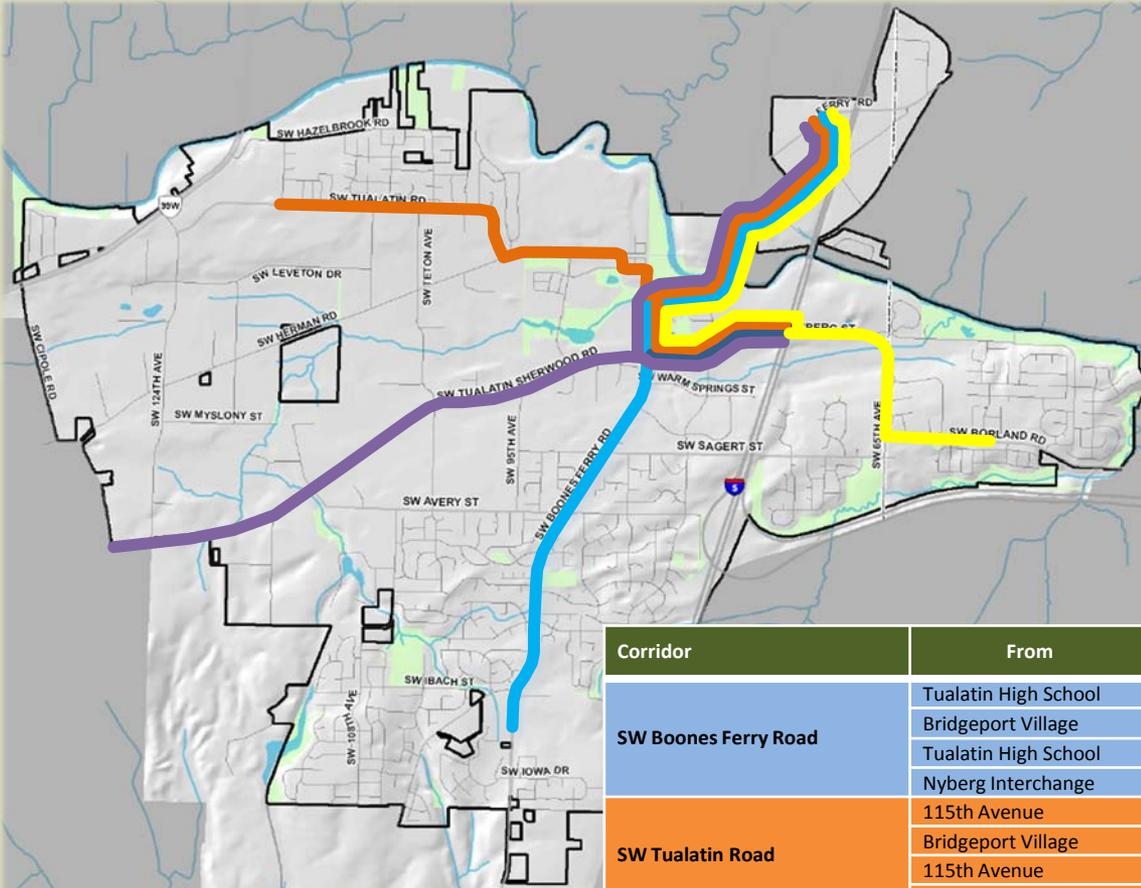 FERRY RD
SW HAZELBROOK RD
SW TUALATIN RD
99W
SW TETON AVE
SW LEVETON DR
SW HERMAN RD
SW CIPOLE RD
SW 124TH AVE
SW TUALATIN SHERWOOD RD
SW WARM SPRINGS ST
SW MYSLONY ST
SW 95TH AVE
SW BOONES FERRY RD
SW SAGERT ST
SW 65TH AVE
SW BORLAND RD
5
SW AVERY ST
SW IBACH ST
SW 108TH AVE
SW IOWA DR
Corridor From
SW Boones Ferry Road
Tualatin High School
Bridgeport Village
Tualatin High School
Nyberg Interchange
SW Tualatin Road
115th Avenue
Bridgeport Village
115th Avenue